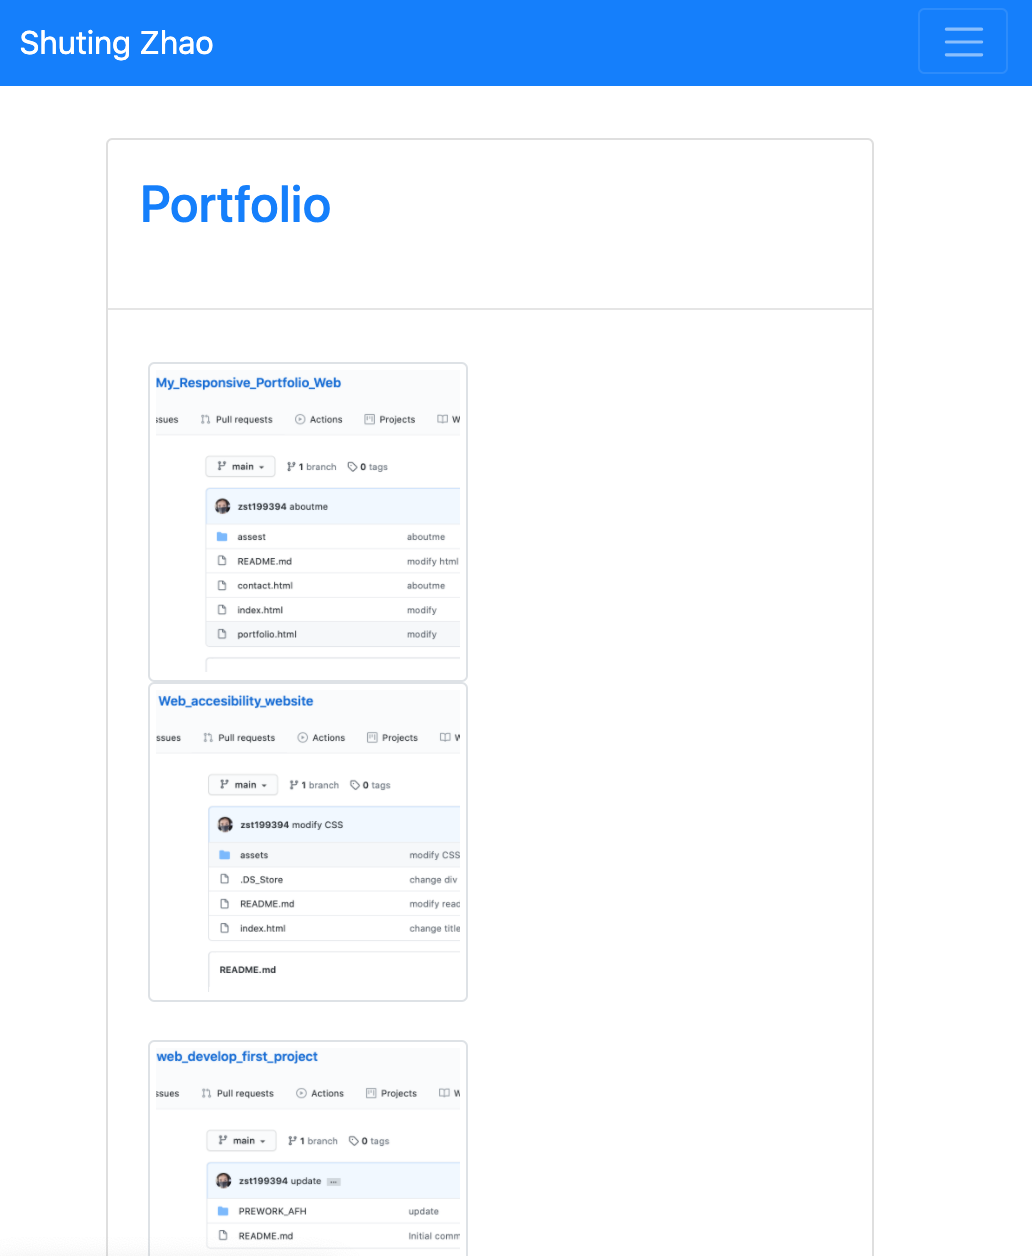 Shuting Zhao
Portfolio
My_Responsive_Portfolio_Web
ssues Pull requests Actions Projects W
main 1 branch 0 tags
zst199394 aboutme
assest aboutme
README.md modify html
contact.html aboutme
index.html modify
portfolio.html modify
Web_accesibility_website
ssues Pull requests Actions Projects W
main 1 branch 0 tags
zst199394 modify CSS
assets modify CSS
.DS_Store change div
README.md modify read
index.html change title
README.md
web_develop_first_project
ssues Pull requests Actions Projects W
main 1 branch 0 tags
zst199394 update ...
PREWORK_AFH update
README.md Initial comm